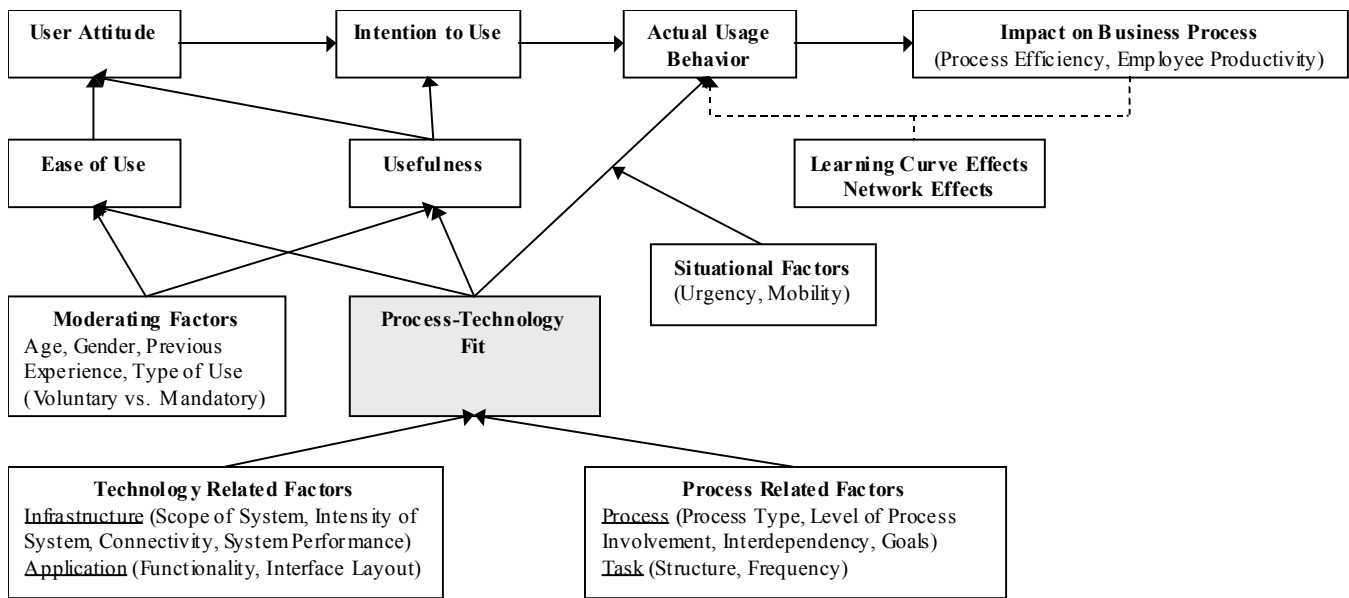 User Attitude
Intention to Use
Actual Usage
Behavior
Impact on Business Process
(Process Efficiency, Employee Productivity)
Ease of Use
Usefulness
Learning Curve Effects
Network Effects
Situational Factors
(Urgency, Mobility)
Moderating Factors
Age, Gender, Previous
Experience, Type of Use
(Voluntary vs. Mandatory)
Process-Technology
Fit
Technology Related Factors
Infrastructure (Scope of System, Intensity of
System, Connectivity, System Performance)
Application (Functionality, Interface Layout)
Process Related Factors
Process (Process Type, Level of Process
Involvement, Interdependency, Goals)
Task (Structure, Frequency)